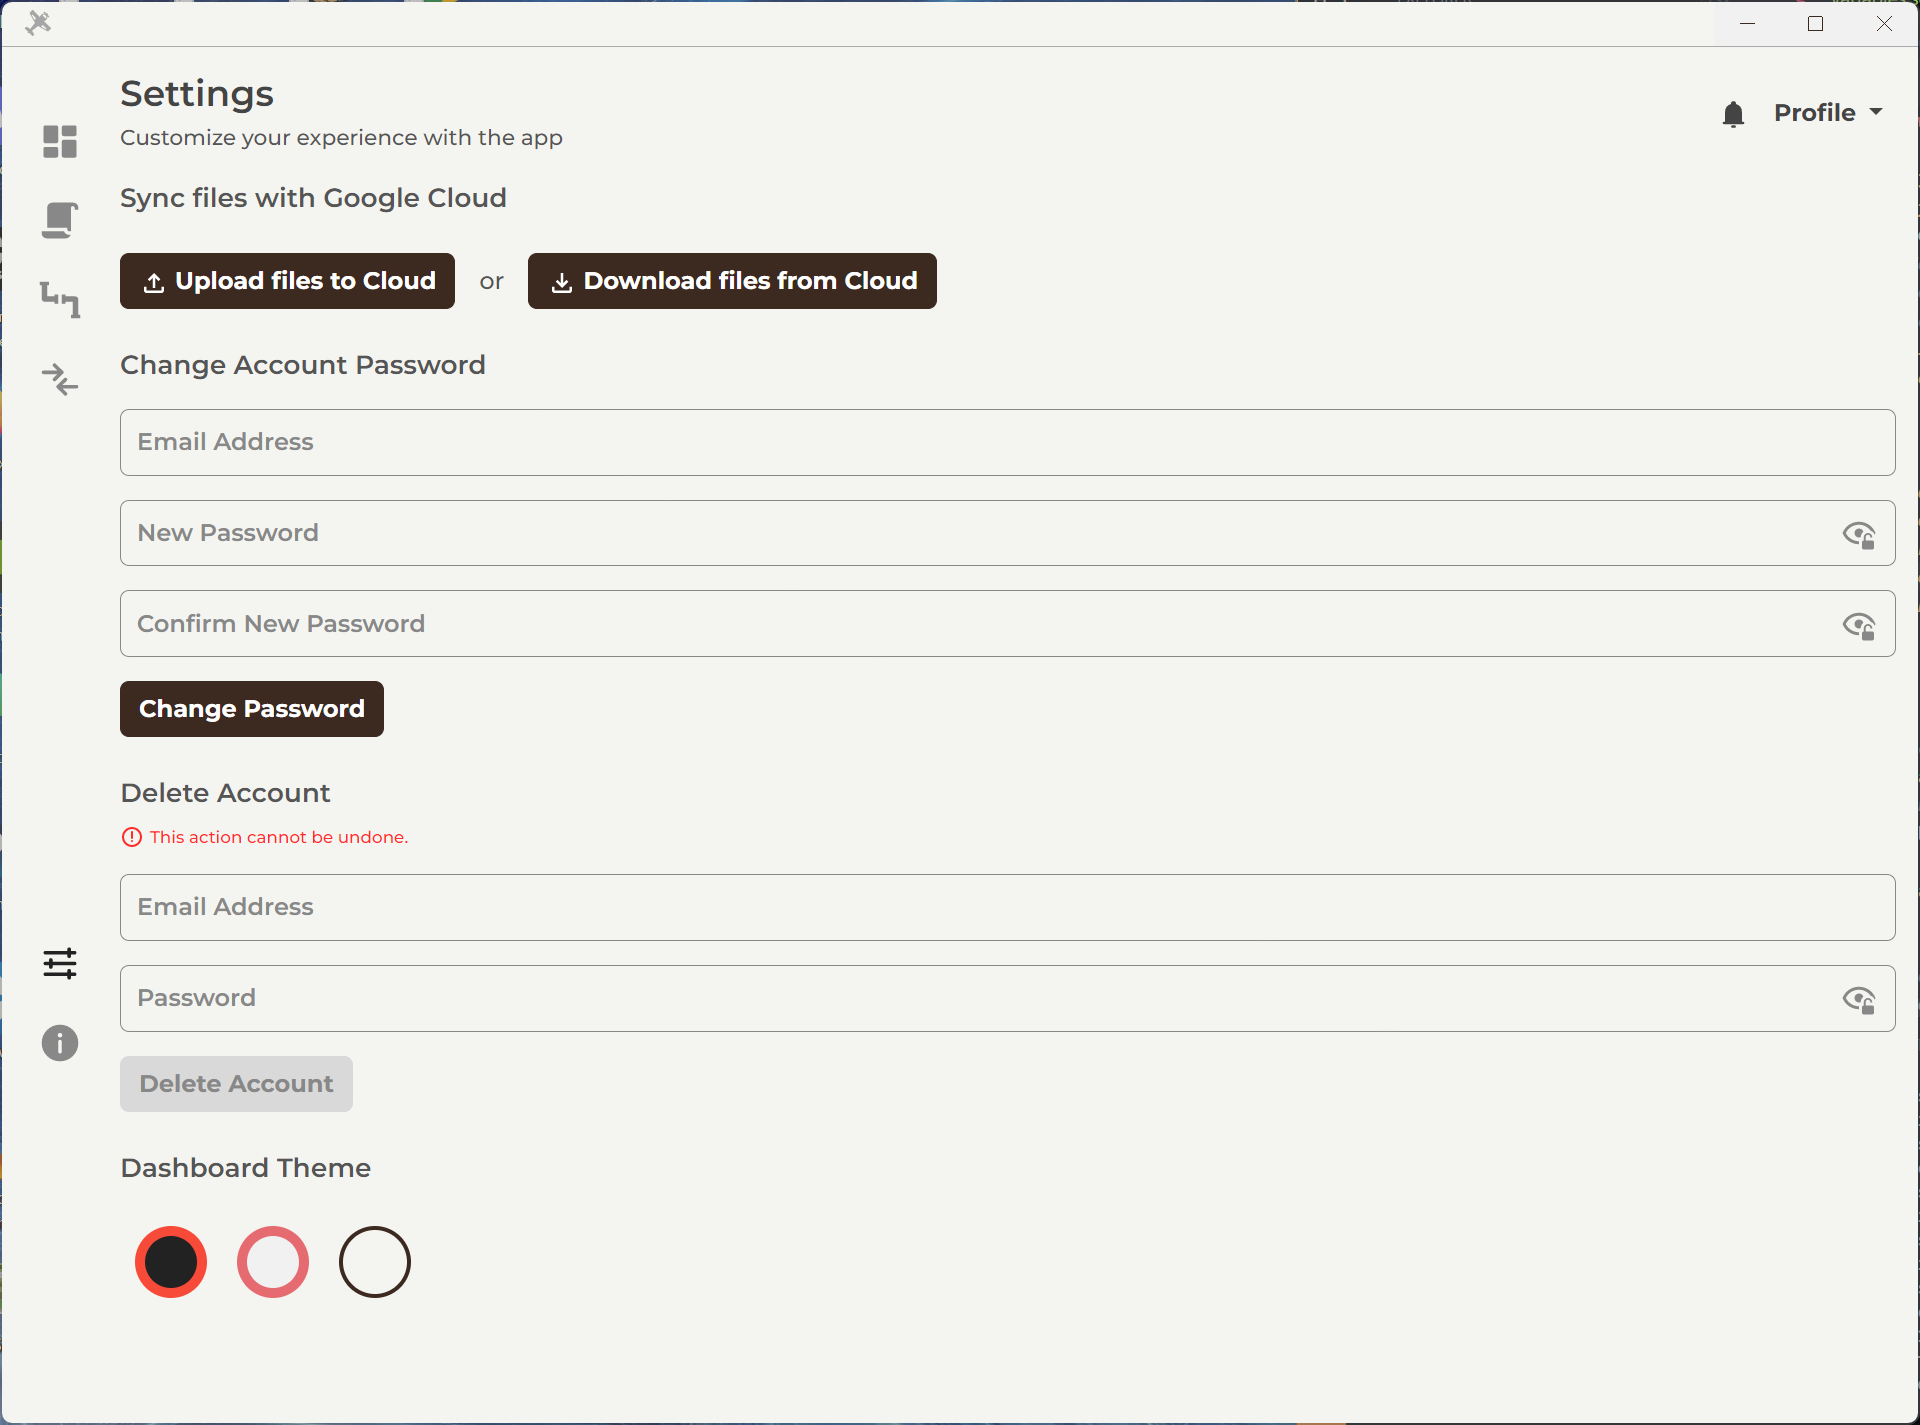 Settings
Customize your experience with the app
Profile
Sync files with Google Cloud
Upload files to Cloud
or
Download files from Cloud
Change Account Password
Email Address
New Password
Confirm New Password
Change Password
Delete Account
This action cannot be undone.
Email Address
Password
Delete Account
Dashboard Theme